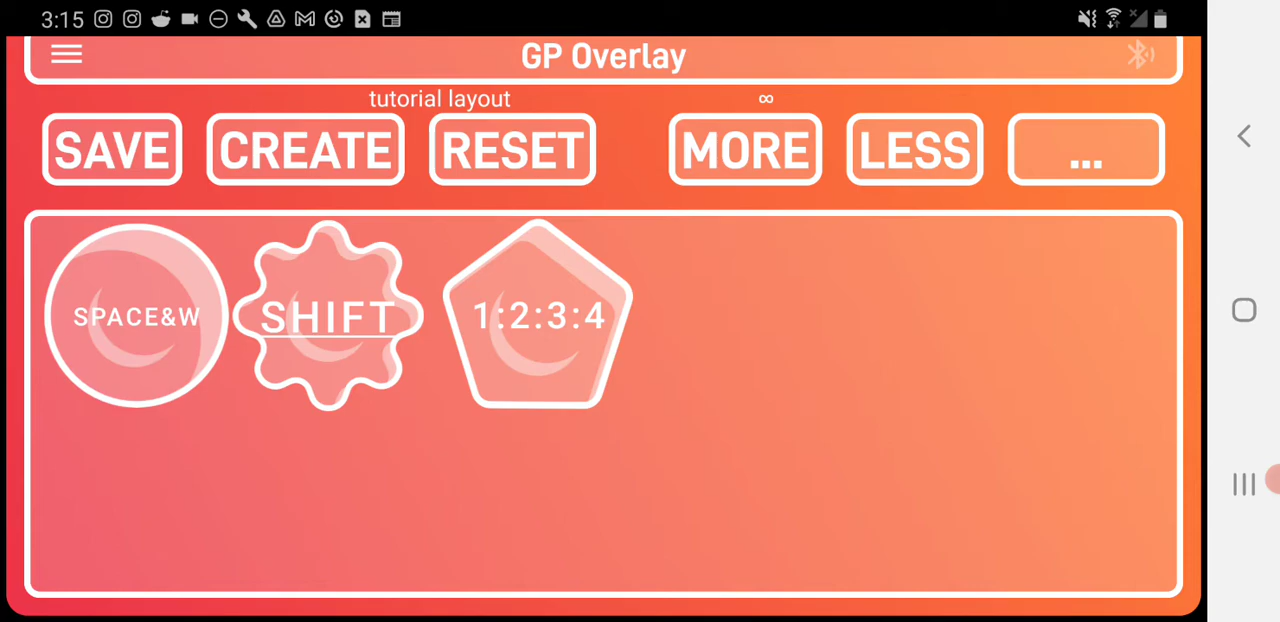 3:15
GP Overlay
tutorial layout
∞
SAVE CREATE RESET MORE LESS ...
SPACE&W SHIFT 1:2:3:4